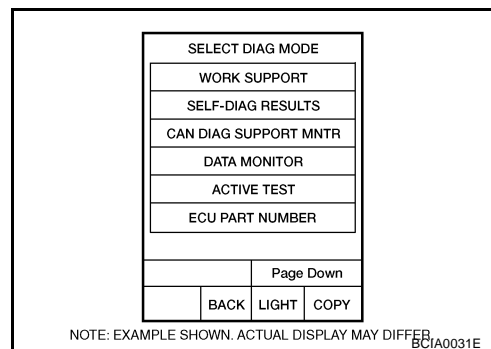 SELECT DIAG MODE
WORK SUPPORT
SELF-DIAG RESULTS
CAN DIAG SUPPORT MNTR
DATA MONITOR
ACTIVE TEST
ECU PART NUMBER
Page Down
BACK LIGHT COPY
NOTE: EXAMPLE SHOWN. ACTUAL DISPLAY MAY DIFFER.
BCIA0031E